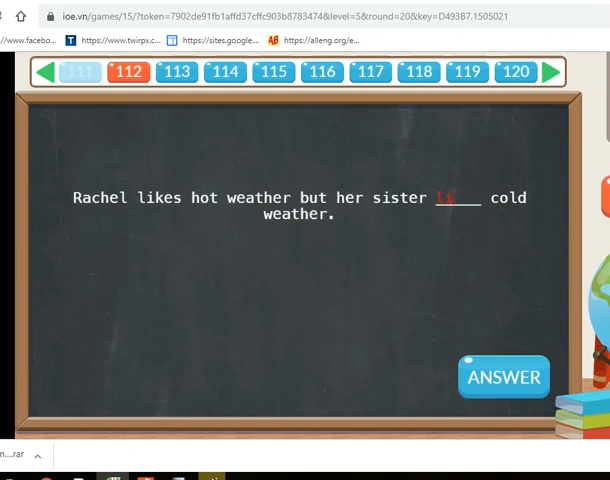 ioe.vn/games/15/?token=7902de91fb1affd37cffc903b8783474&level=5&round=20&key=D493B7.1505021
//www.facebo... T https://www.twirpx.c... https://sites.google.... AB https://alleng.org/e...
111 112 113 114 115 116 117 118 119 120
Rachel likes hot weather but her sister li___ cold
weather.
ANSWER
n....rar